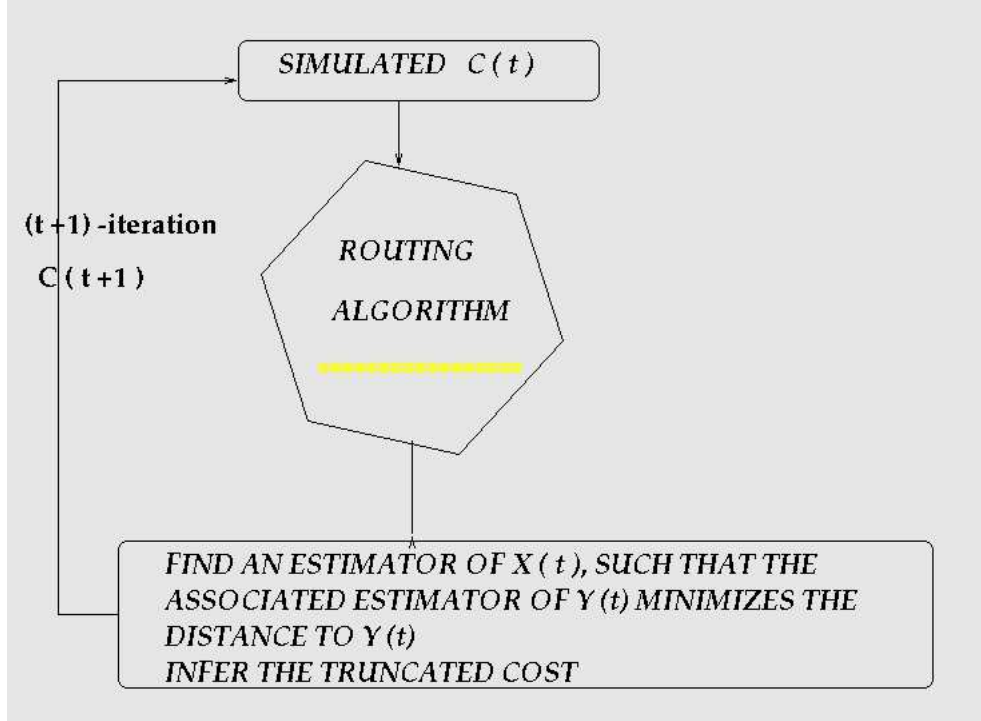 SIMULATED C(t)
(t+1)-iteration
C(t+1)
ROUTING
ALGORITHM
FIND AN ESTIMATOR OF X(t), SUCH THAT THE
ASSOCIATED ESTIMATOR OF Y(t) MINIMIZES THE
DISTANCE TO Y(t)
INFER THE TRUNCATED COST